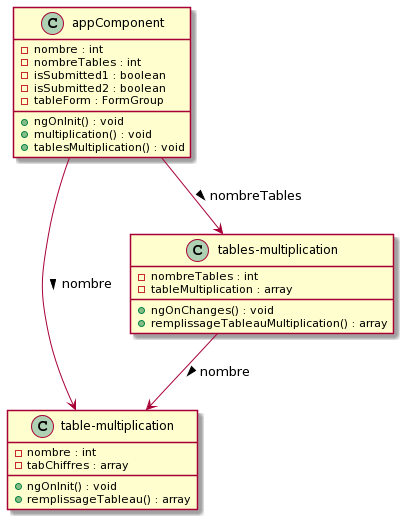 C appComponent
nombre : int
nombreTables : int
isSubmitted1 : boolean
isSubmitted2 : boolean
tableForm : FormGroup
ngOnInit() : void
multiplication() : void
tablesMultiplication() : void
nombreTables
C tables-multiplication
nombreTables : int
tableMultiplication : array
ngOnChanges() : void
remplissageTableauMultiplication() : array
nombre
nombre
C table-multiplication
nombre : int
tabChiffres : array
ngOnInit() : void
remplissageTableau() : array